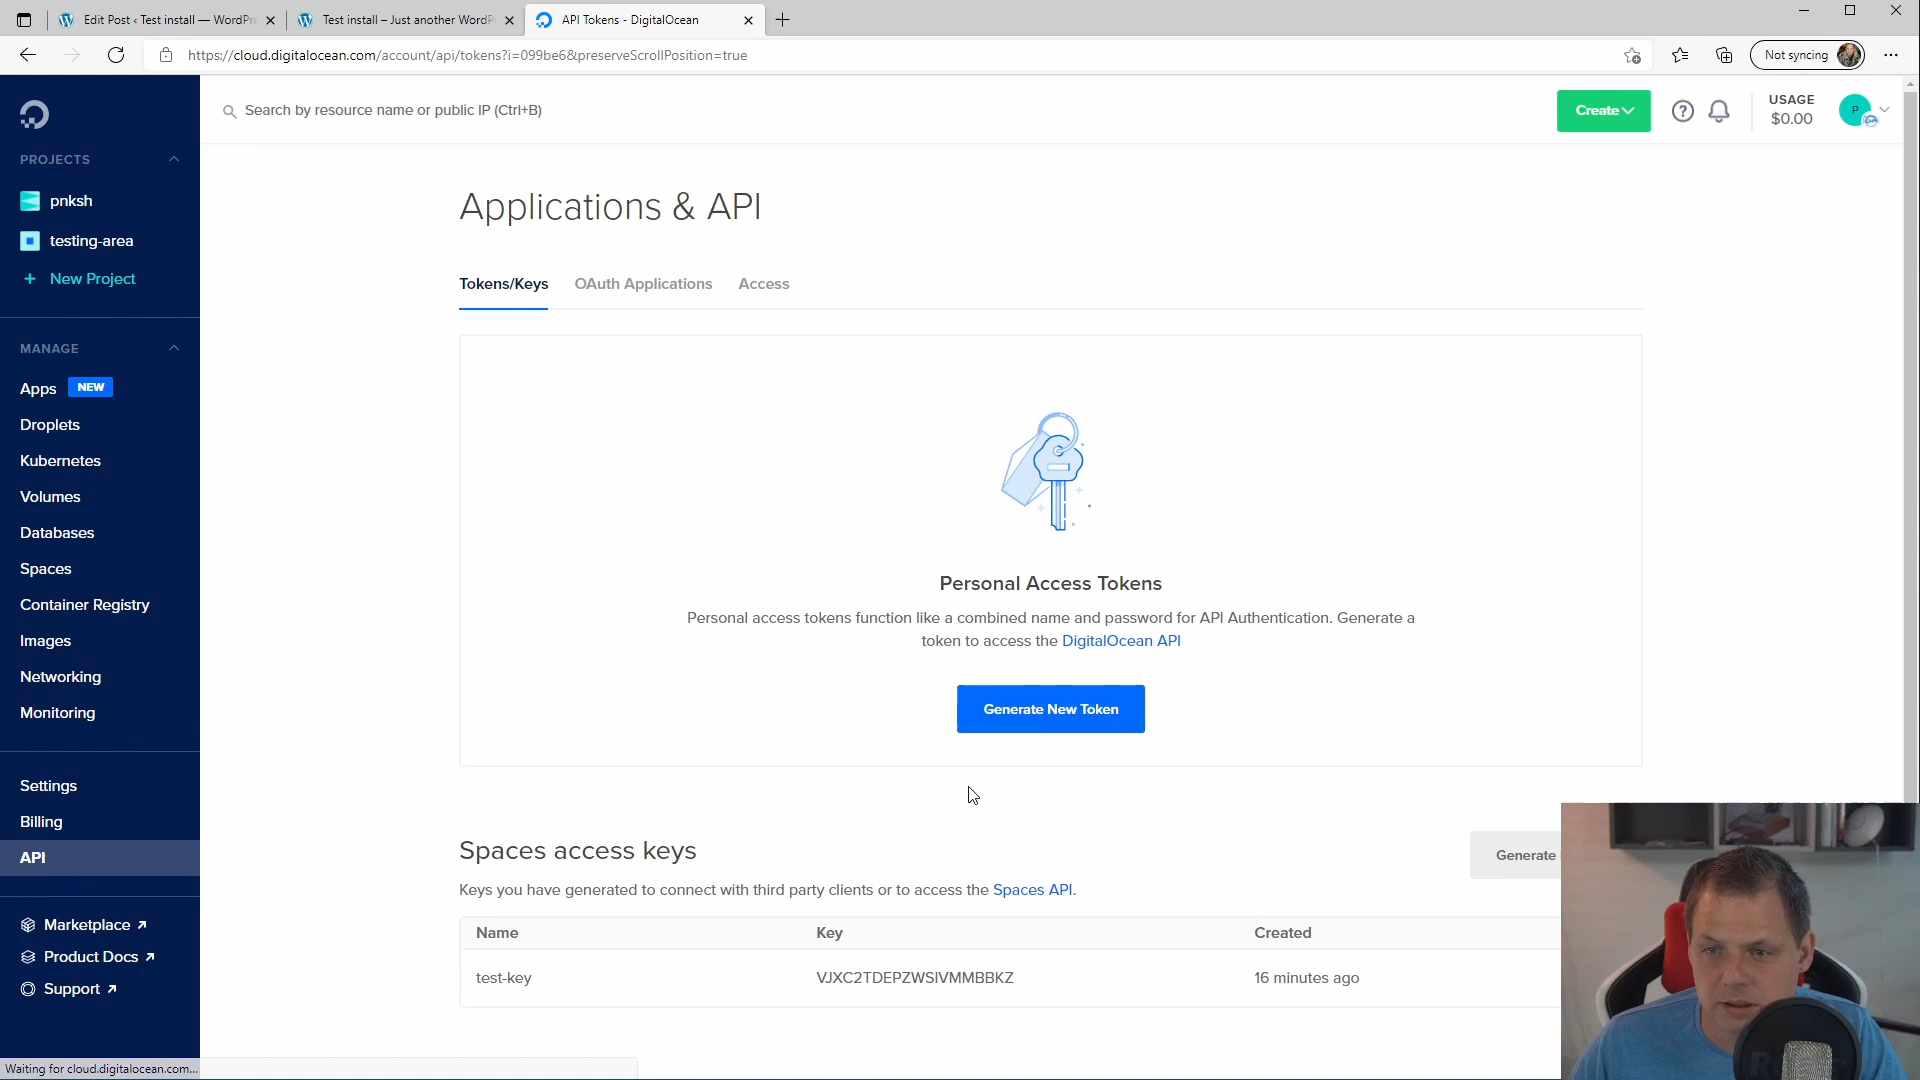 Edit Post ‹ Test install — WordPre
Test install – Just another WordPr
API Tokens - DigitalOcean
https://cloud.digitalocean.com/account/api/tokens?i=099be6&preserveScrollPosition=true
Not syncing
Search by resource name or public IP (Ctrl+B)
Create
USAGE
$0.00
P
PROJECTS
pnksh
testing-area
+ New Project
MANAGE
Apps NEW
Droplets
Kubernetes
Volumes
Databases
Spaces
Container Registry
Images
Networking
Monitoring
Settings
Billing
API
Marketplace
Product Docs
Support
Waiting for cloud.digitalocean.com...
Applications & API
Tokens/Keys OAuth Applications Access
Personal Access Tokens
Personal access tokens function like a combined name and password for API Authentication. Generate a
token to access the DigitalOcean API
Generate New Token
Spaces access keys
Generate
Keys you have generated to connect with third party clients or to access the Spaces API.
Name Key Created
test-key VJXC2TDEPZWSIVMMBBKZ 16 minutes ago